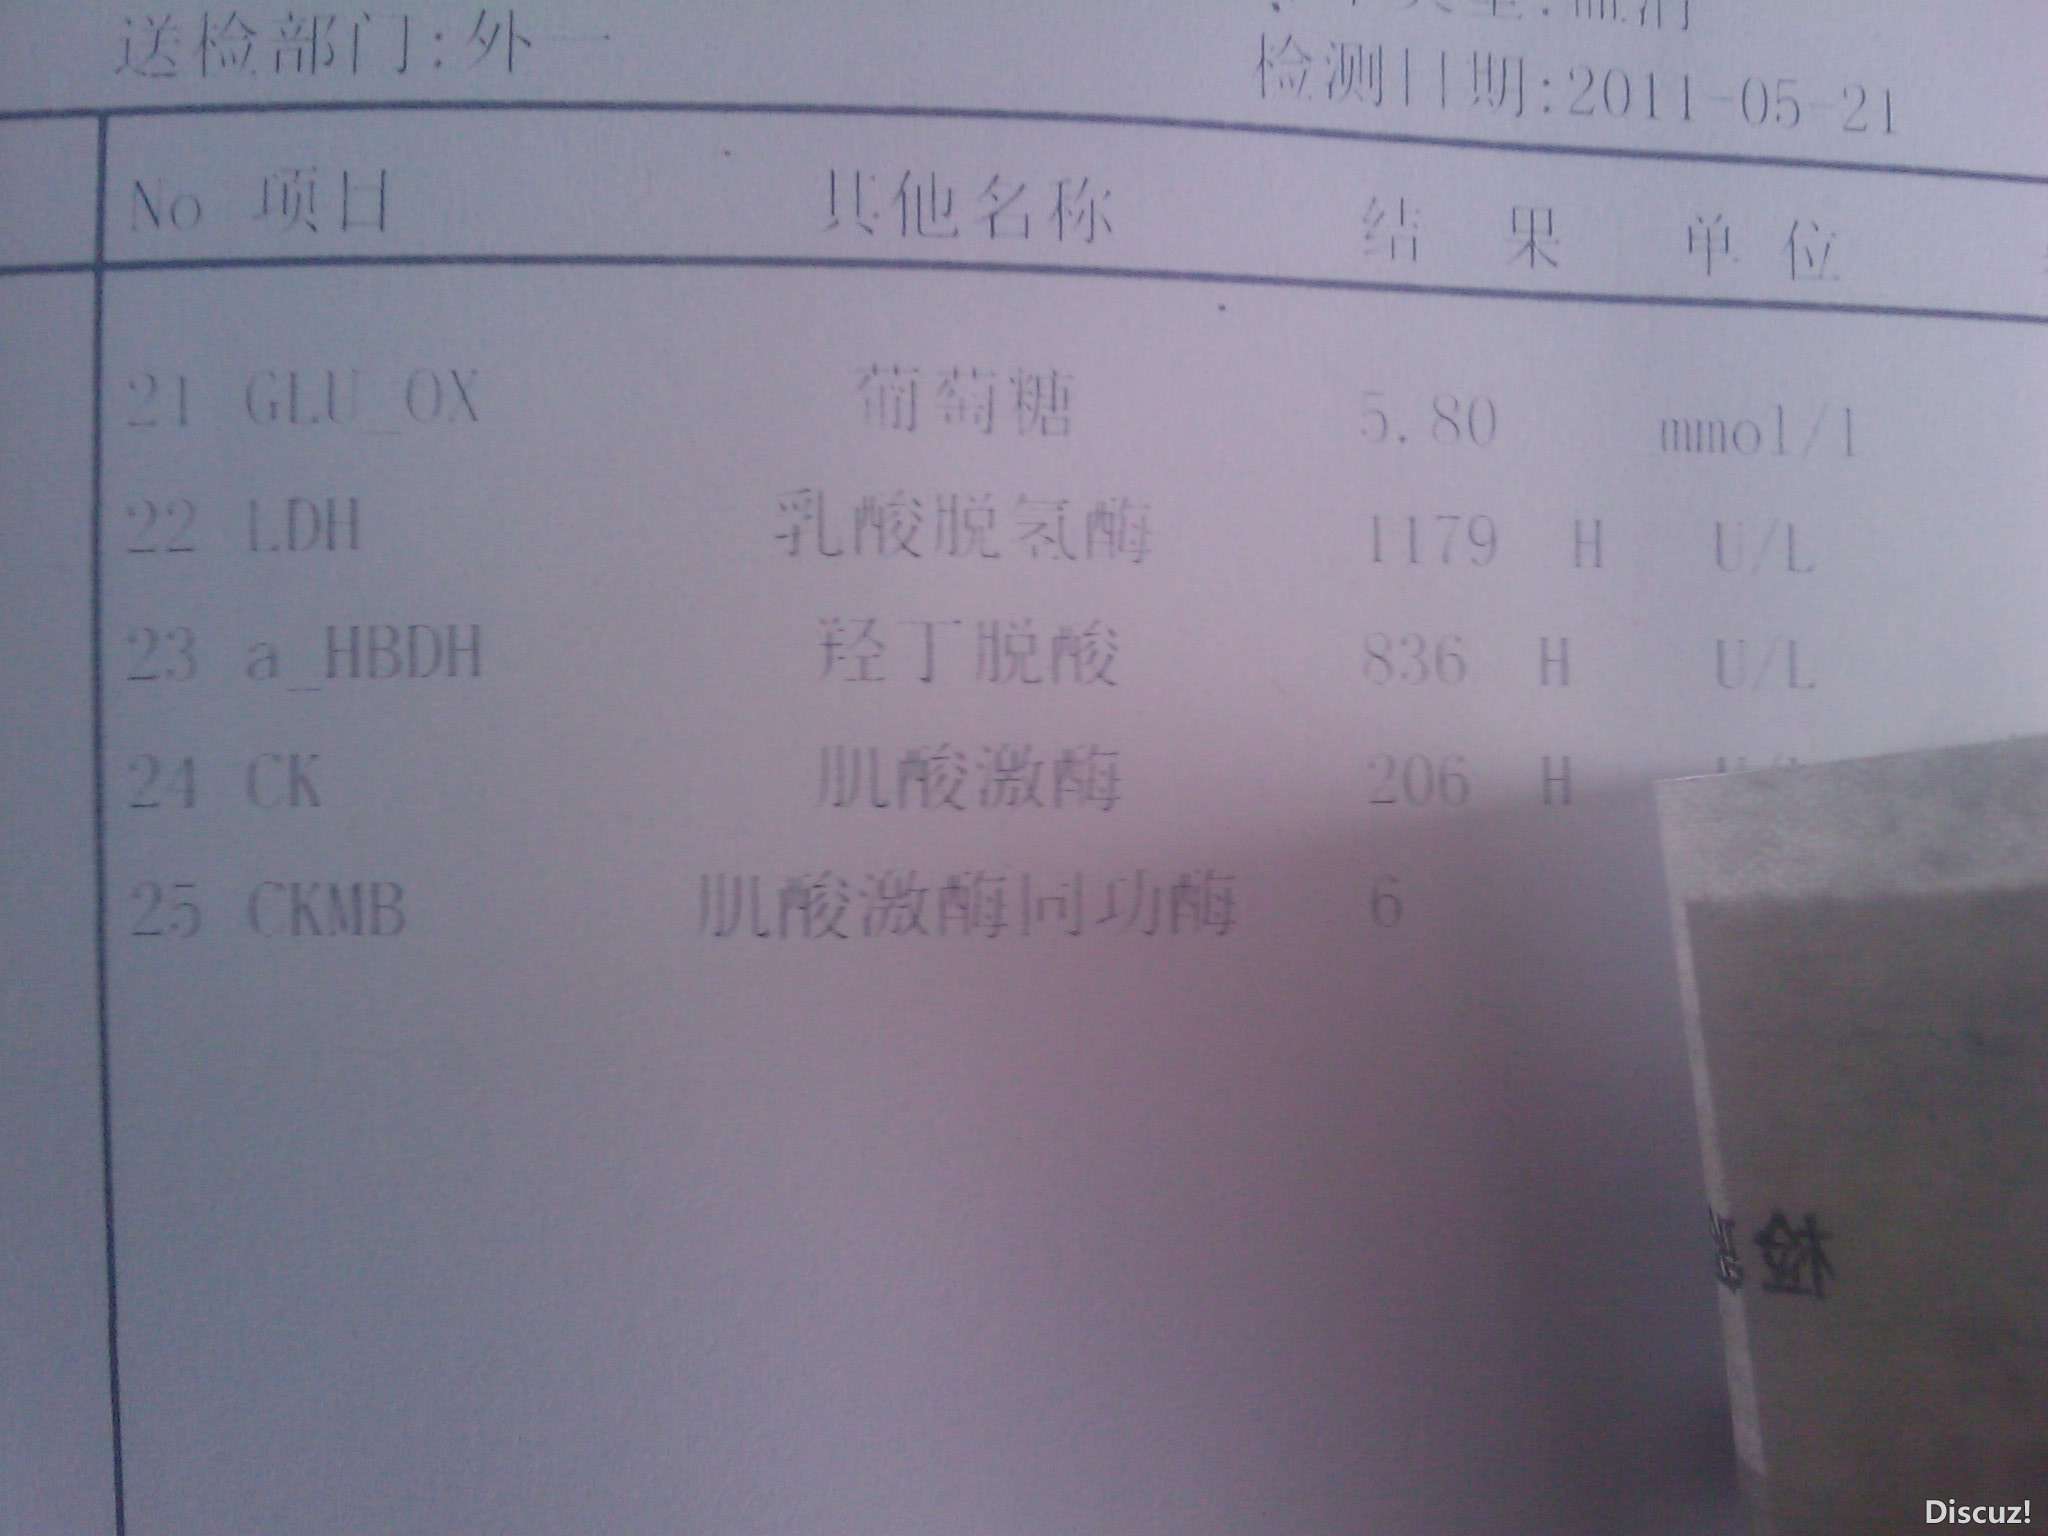 送检部门:外一
检测日期:2011-05-21
No 项目 其他名称 结 果 单 位
21 GLU_OX 葡萄糖 5.80 mmol/l
22 LDH 乳酸脱氢酶 1179 H U/L
23 a_HBDH 羟丁脱酸 836 H U/L
24 CK 肌酸激酶 206 H
25 CKMB 肌酸激酶同功酶 6
检
Discuz!